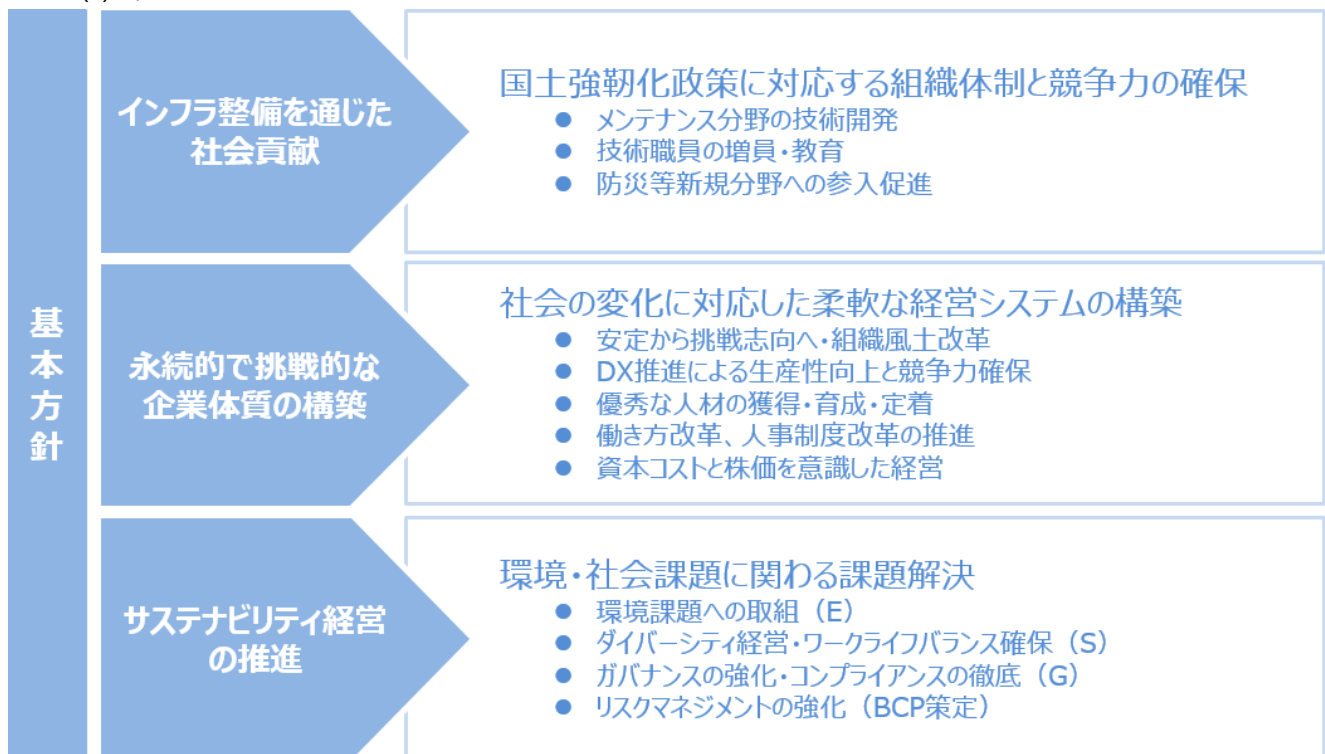 基本方針
インフラ整備を通じた
社会貢献
国土強靭化政策に対応する組織体制と競争力の確保
● メンテナンス分野の技術開発
● 技術職員の増員・教育
● 防災等新規分野への参入促進
永続的で挑戦的な
企業体質の構築
社会の変化に対応した柔軟な経営システムの構築
● 安定から挑戦志向へ・組織風土改革
● DX推進による生産性向上と競争力確保
● 優秀な人材の獲得・育成・定着
● 働き方改革、人事制度改革の推進
● 資本コストと株価を意識した経営
サステナビリティ経営
の推進
環境・社会課題に関わる課題解決
● 環境課題への取組（E）
● ダイバーシティ経営・ワークライフバランス確保（S）
● ガバナンスの強化・コンプライアンスの徹底（G）
● リスクマネジメントの強化（BCP策定）